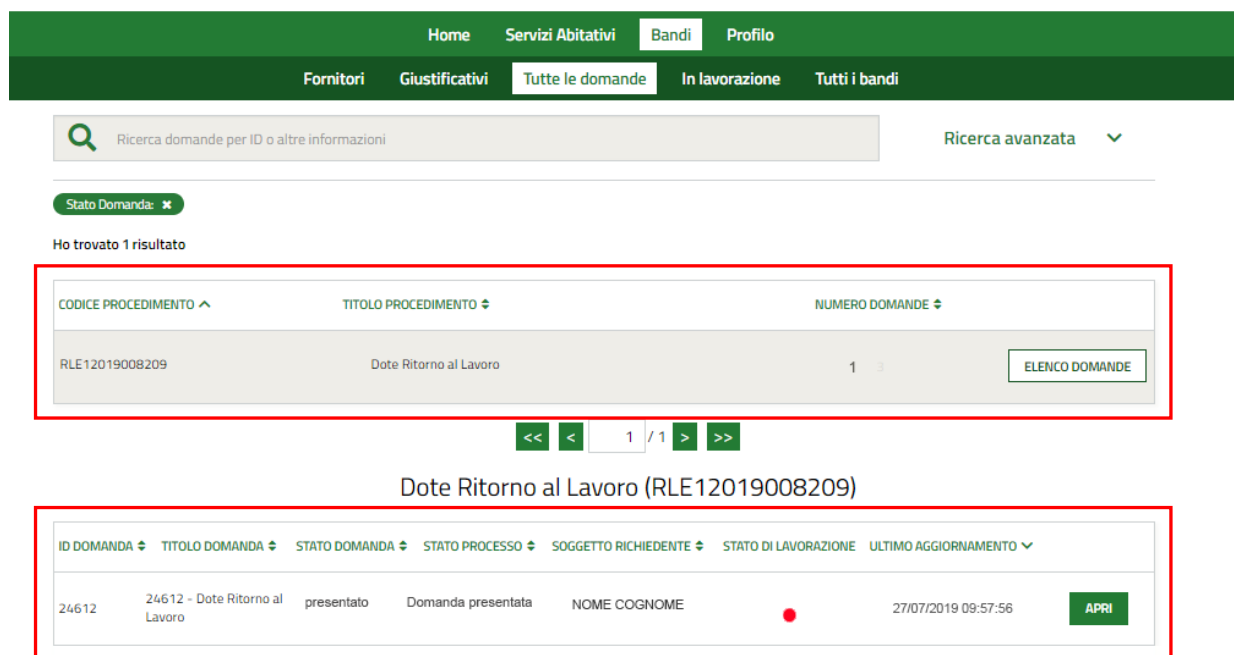 Home Servizi Abitativi Bandi Profilo
Fornitori Giustificativi Tutte le domande In lavorazione Tutti i bandi
Ricerca domande per ID o altre informazioni Ricerca avanzata
Stato Domanda: ✖
Ho trovato 1 risultato
CODICE PROCEDIMENTO TITOLO PROCEDIMENTO NUMERO DOMANDE
RLE12019008209 Dote Ritorno al Lavoro 1 3 ELENCO DOMANDE
<< < 1 / 1 > >>
Dote Ritorno al Lavoro (RLE12019008209)
ID DOMANDA TITOLO DOMANDA STATO DOMANDA STATO PROCESSO SOGGETTO RICHIEDENTE STATO DI LAVORAZIONE ULTIMO AGGIORNAMENTO
24612 24612 - Dote Ritorno al presentato Domanda presentata NOME COGNOME 27/07/2019 09:57:56 APRI
Lavoro